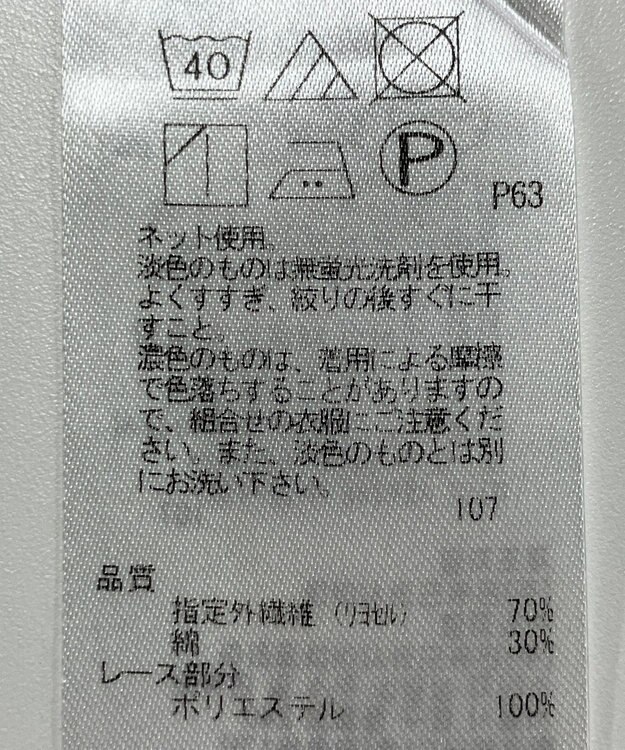 40
P
P63
ネット使用。
淡色のものは無蛍光洗剤を使用。
よくすすぎ、絞りの後すぐに干
すこと。
濃色のものは、着用による摩擦
で色落ちすることがありますの
で、組合せの衣服にご注意くだ
さい。また、淡色のものとは別
にお洗い下さい。
107
品質
指定外繊維（リヨセル） 70%
綿 30%
レース部分
ポリエステル 100%